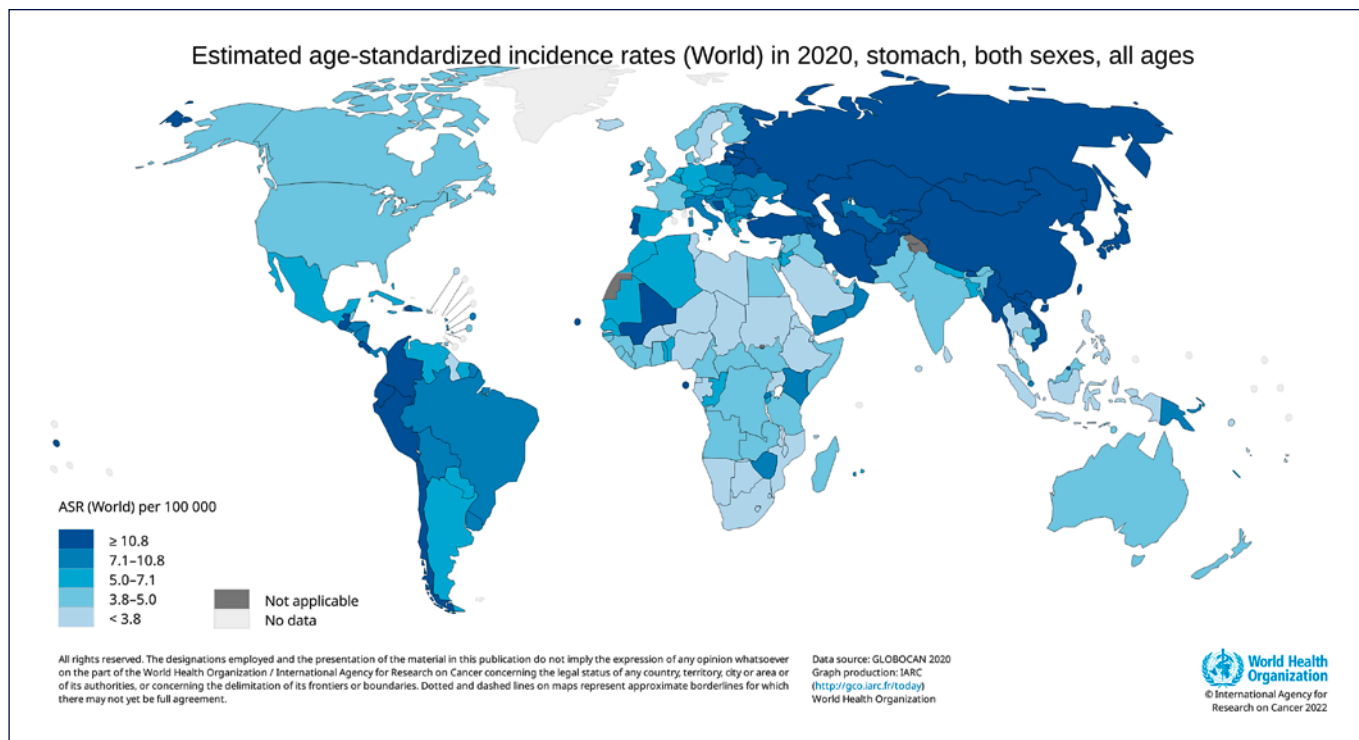 Estimated age-standardized incidence rates (World) in 2020, stomach, both sexes, all ages
ASR (World) per 100 000
≥ 10.8
7.1–10.8
5.0–7.1
3.8–5.0
< 3.8
Not applicable
No data
All rights reserved. The designations employed and the presentation of the material in this publication do not imply the expression of any opinion whatsoever
on the part of the World Health Organization / International Agency for Research on Cancer concerning the legal status of any country, territory, city or area or
of its authorities, or concerning the delimitation of its frontiers or boundaries. Dotted and dashed lines on maps represent approximate borderlines for which
there may not yet be full agreement.
Data source: GLOBOCAN 2020
Graph production: IARC
(http://gco.iarc.fr/today)
World Health Organization
World Health
Organization
© International Agency for
Research on Cancer 2022